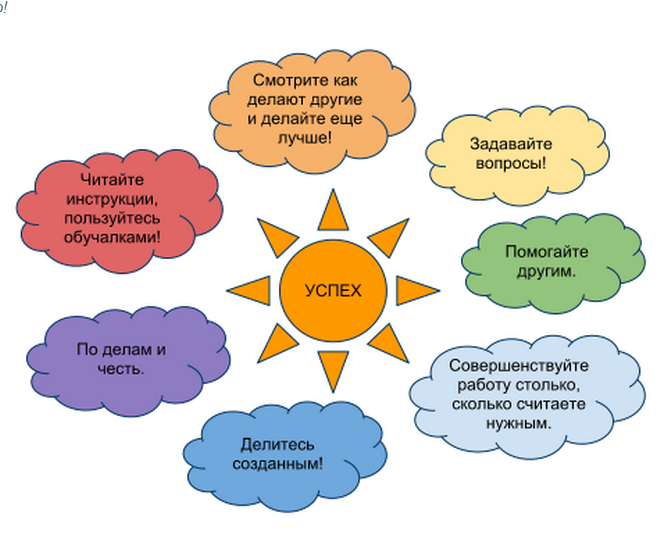 о!
Смотрите как
делают другие
и делайте еще
лучше!
Задавайте
вопросы!
Читайте
инструкции,
пользуйтесь
обучалками!
Помогайте
другим.
УСПЕХ
По делам и
честь.
Совершенствуйте
работу столько,
сколько считаете
нужным.
Делитесь
созданным!